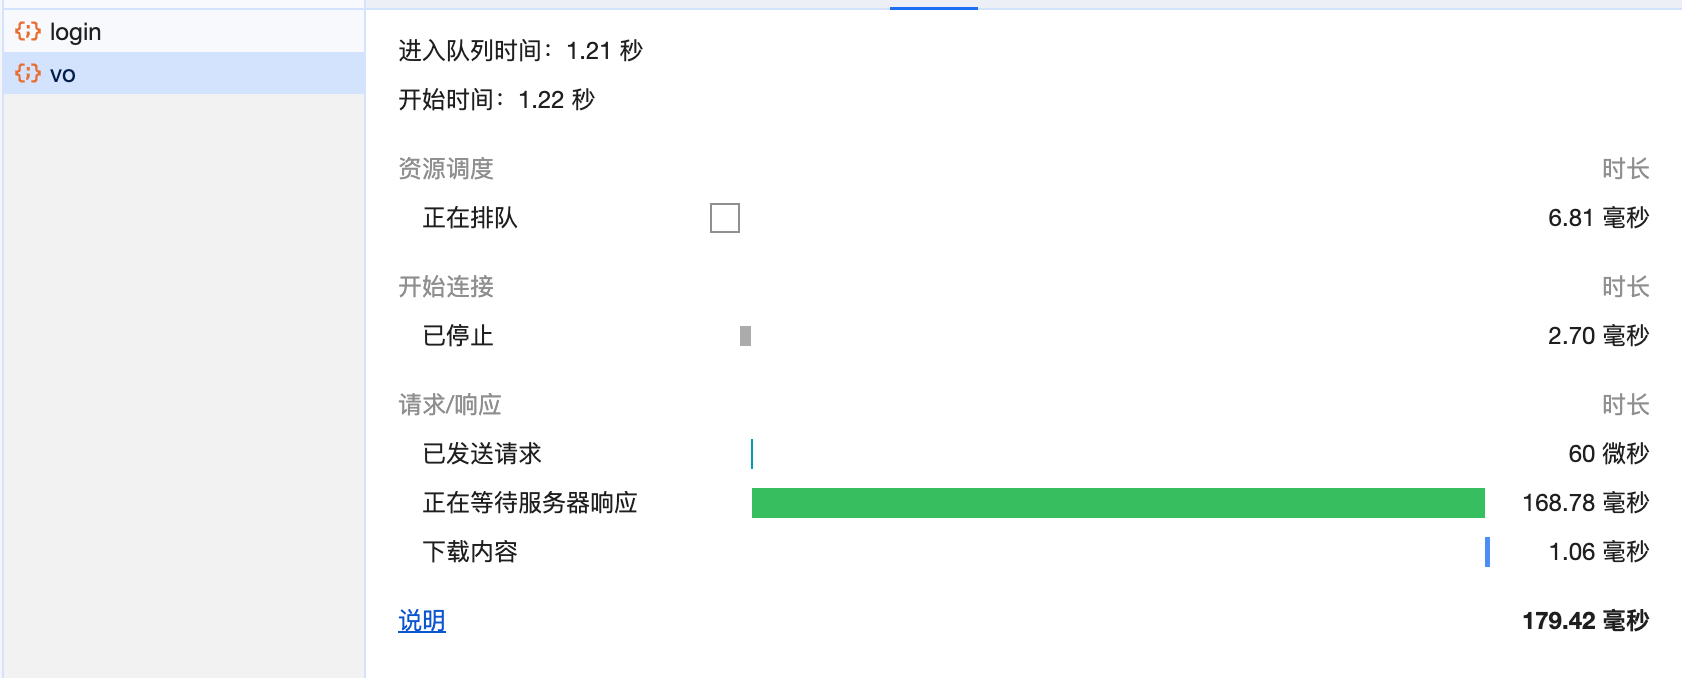 login
vo
进入队列时间：1.21 秒
开始时间：1.22 秒
资源调度 时长
正在排队 6.81 毫秒
开始连接 时长
已停止 2.70 毫秒
请求/响应 时长
已发送请求 60 微秒
正在等待服务器响应 168.78 毫秒
下载内容 1.06 毫秒
说明 179.42 毫秒